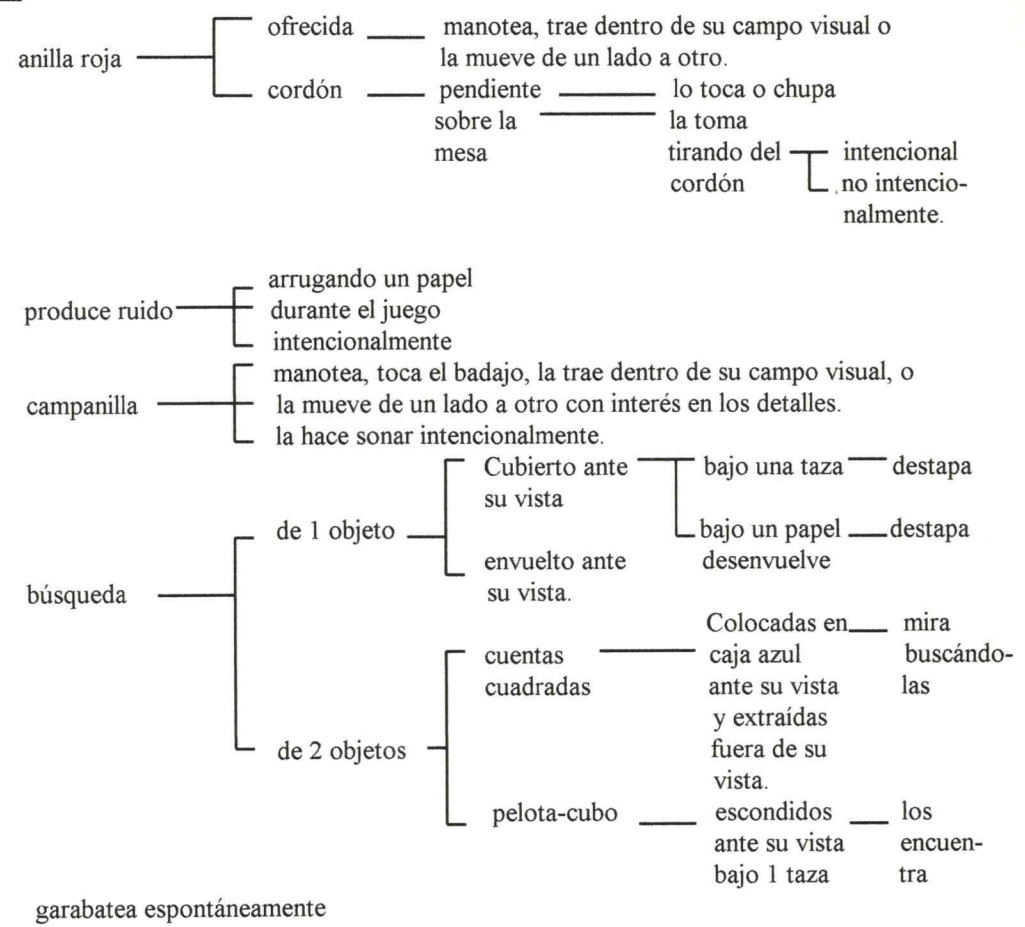 ofrecida manotea, trae dentro de su campo visual o
anilla roja la mueve de un lado a otro.
cordón pendiente lo toca o chupa
sobre la la toma
mesa tirando del intencional
cordón no intencio-
nalmente.
arrugando un papel
produce ruido durante el juego
intencionalmente
manotea, toca el badajo, la trae dentro de su campo visual, o
campanilla la mueve de un lado a otro con interés en los detalles.
la hace sonar intencionalmente.
Cubierto ante bajo una taza destapa
su vista
de 1 objeto bajo un papel destapa
envuelto ante desenvuelve
búsqueda su vista.
Colocadas en mira
cuentas caja azul buscándo-
cuadradas ante su vista las
y extraídas
de 2 objetos fuera de su
vista.
pelota-cubo escondidos los
ante su vista encuen-
bajo 1 taza tra
garabatea espontáneamente